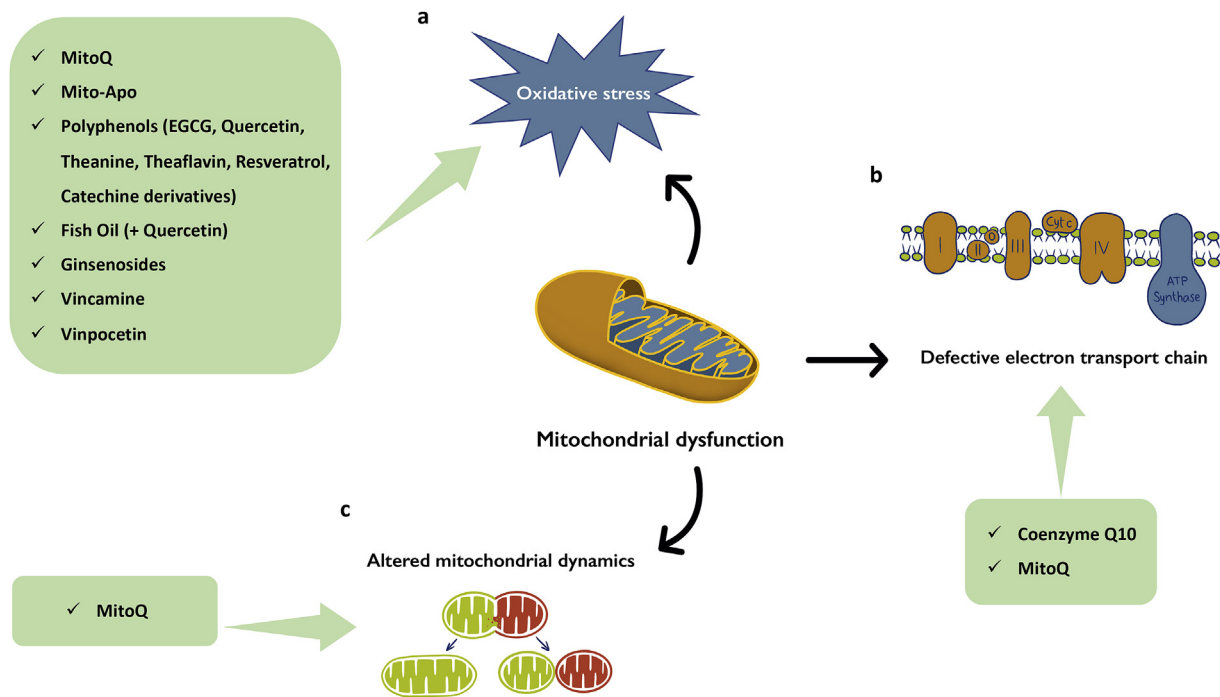 a
✓ MitoQ
✓ Mito-Apo
✓ Polyphenols (EGCG, Quercetin,
Theanine, Theaflavin, Resveratrol,
Catechine derivatives)
✓ Fish Oil (+ Quercetin)
✓ Ginsenosides
✓ Vincamine
✓ Vinpocetin
Oxidative stress
b
I
II
Q
III
Cyt c
IV
ATP
Synthase
Defective electron transport chain
✓ Coenzyme Q10
✓ MitoQ
Mitochondrial dysfunction
c
Altered mitochondrial dynamics
✓ MitoQ